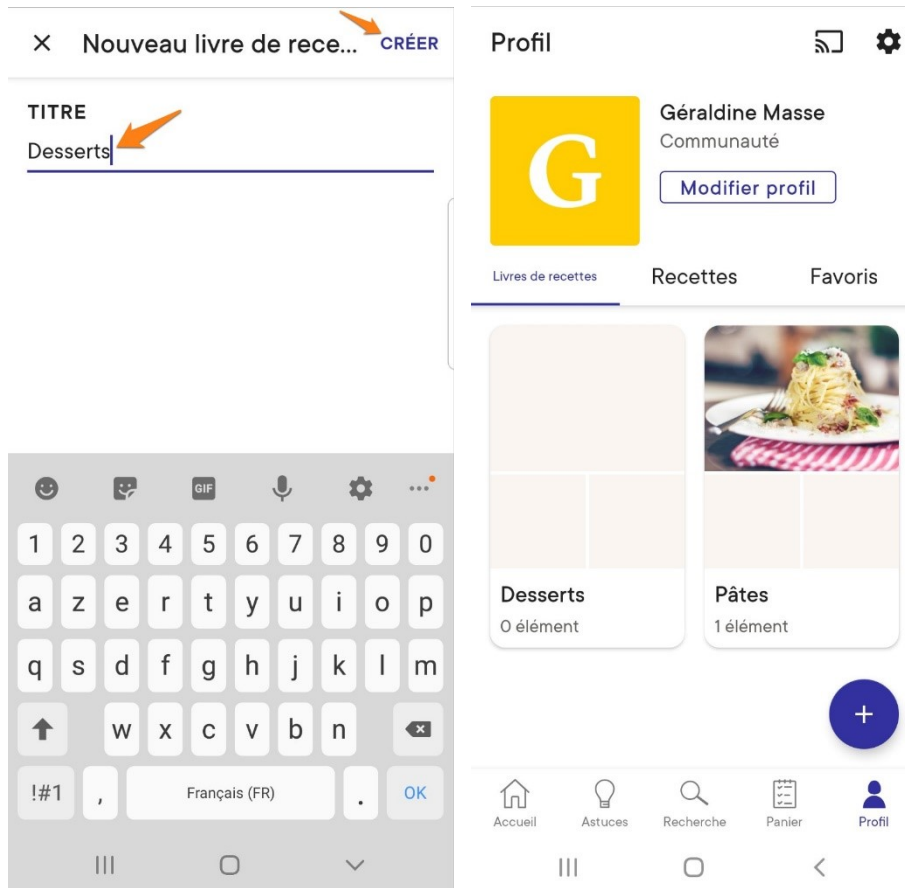 Nouveau livre de rece... CRÉER
TITRE
Desserts
GIF
1 2 3 4 5 6 7 8 9 0
a z e r t y u i o p
q s d f g h j k l m
w x c v b n
!#1 , Français (FR) . OK
Profil
G
Géraldine Masse
Communauté
Modifier profil
Livres de recettes Recettes Favoris
Desserts
0 élément
Pâtes
1 élément
Accueil Astuces Recherche Panier Profil